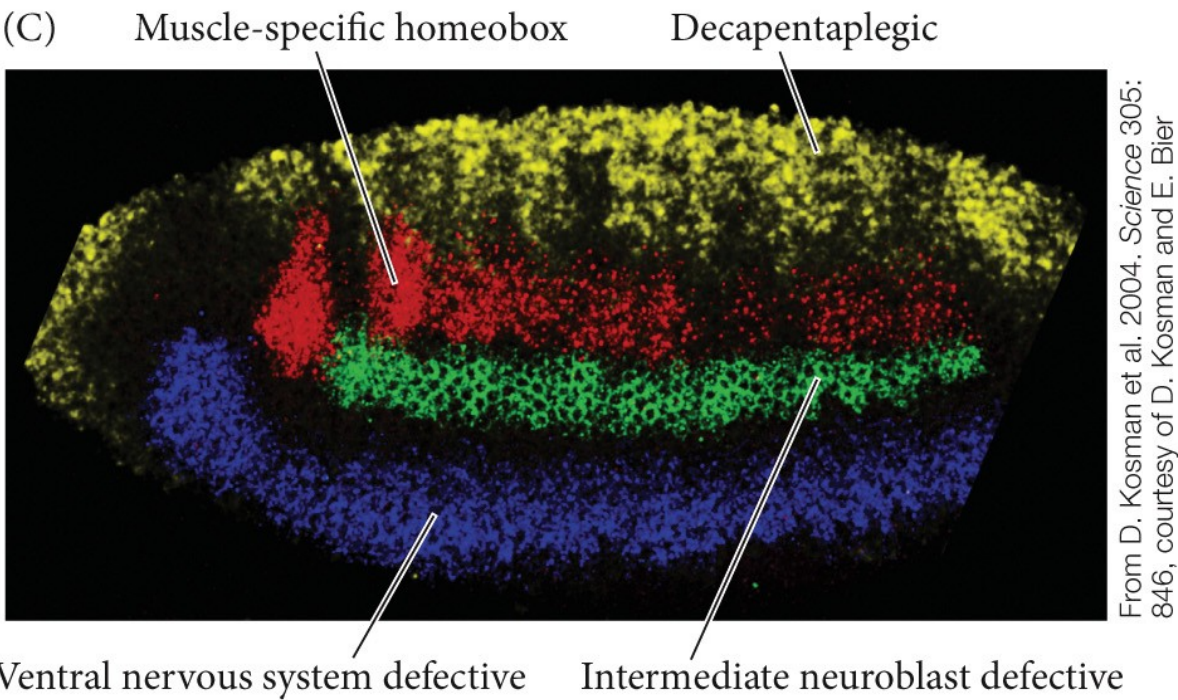 (C) Muscle-specific homeobox Decapentaplegic
Ventral nervous system defective Intermediate neuroblast defective
From D. Kosman et al. 2004. Science 305:
846, courtesy of D. Kosman and E. Bier